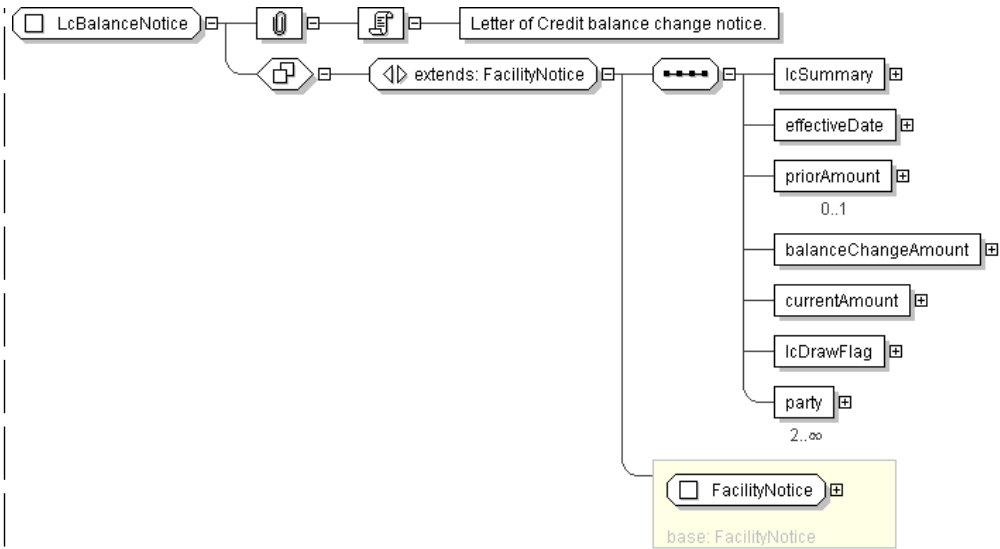 LcBalanceNotice
Letter of Credit balance change notice.
extends: FacilityNotice
lcSummary
effectiveDate
priorAmount
0..1
balanceChangeAmount
currentAmount
lcDrawFlag
party
2..∞
FacilityNotice
base: FacilityNotice